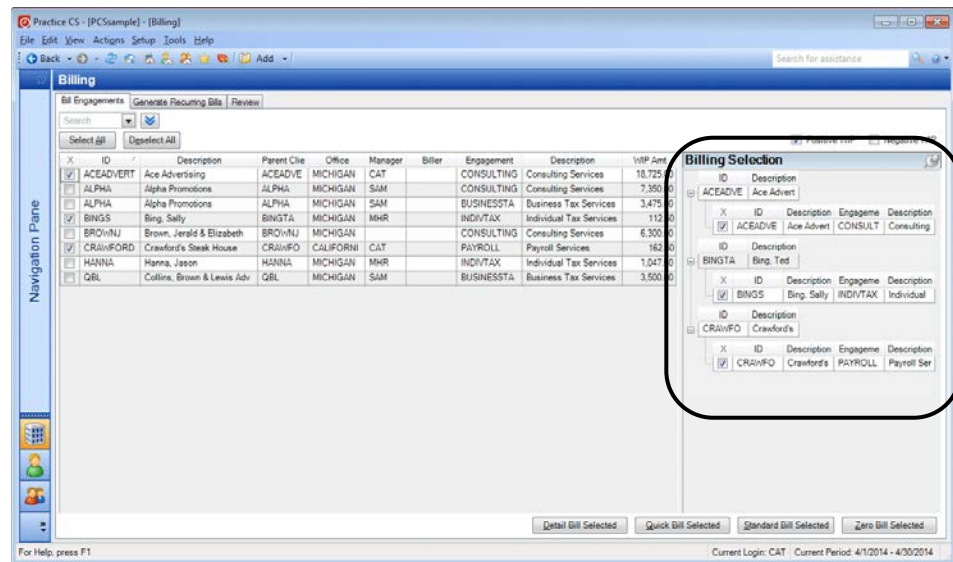 Practice CS - [PCSsample] - [Billing]
File Edit View Actions Setup Tools Help
Back Add Search for assistance
Billing
Bill Engagements Generate Recurring Bills Review
Search
Select All Deselect All Positive WIP Negative WIP
X ID Description Parent Clie Office Manager Biller Engagement Description WIP Amt
ACEADVERT Ace Advertising ACEADVE MICHIGAN CAT CONSULTING Consulting Services 18,725.
ALPHA Alpha Promotions ALPHA MICHIGAN SAM CONSULTING Consulting Services 7,350.
ALPHA Alpha Promotions ALPHA MICHIGAN SAM BUSINESSTA Business Tax Services 3,475.
BINGS Bing, Sally BINGTA MICHIGAN MHR INDIVTAX Individual Tax Services 112.
BROWNJ Brown, Jerald & Elizabeth BROWNJ MICHIGAN CONSULTING Consulting Services 6,300.
CRAWFORD Crawford's Steak House CRAWFO CALIFORNI CAT PAYROLL Payroll Services 162.
HANNA Hanna, Jason HANNA MICHIGAN MHR INDIVTAX Individual Tax Services 1,047.
QBL Collins, Brown & Lewis Adv QBL MICHIGAN SAM BUSINESSTA Business Tax Services 3,500.
Billing Selection
ID Description
ACEADVE Ace Advert
X ID Description Engageme Description
ACEADVE Ace Advert CONSULT Consulting
ID Description
BINGTA Bing, Ted
X ID Description Engageme Description
BINGS Bing, Sally INDIVTAX Individual
ID Description
CRAWFO Crawford's
X ID Description Engageme Description
CRAWFO Crawford's PAYROLL Payroll Ser
Navigation Pane
Detail Bill Selected Quick Bill Selected Standard Bill Selected Zero Bill Selected
For Help, press F1 Current Login: CAT Current Period: 4/1/2014 - 4/30/2014